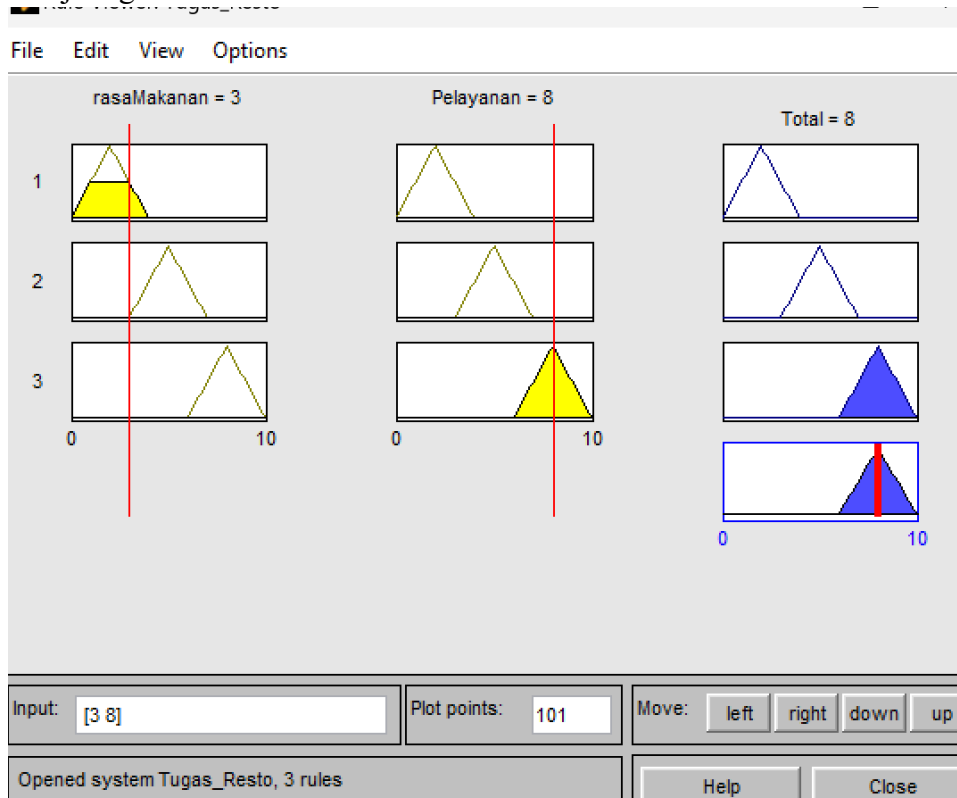 File Edit View Options
rasaMakanan = 3 Pelayanan = 8 Total = 8
1
2
3
0 10 0 10
0 10
Input: [3 8] Plot points: 101 Move: left right down up
Opened system Tugas_Resto, 3 rules Help Close